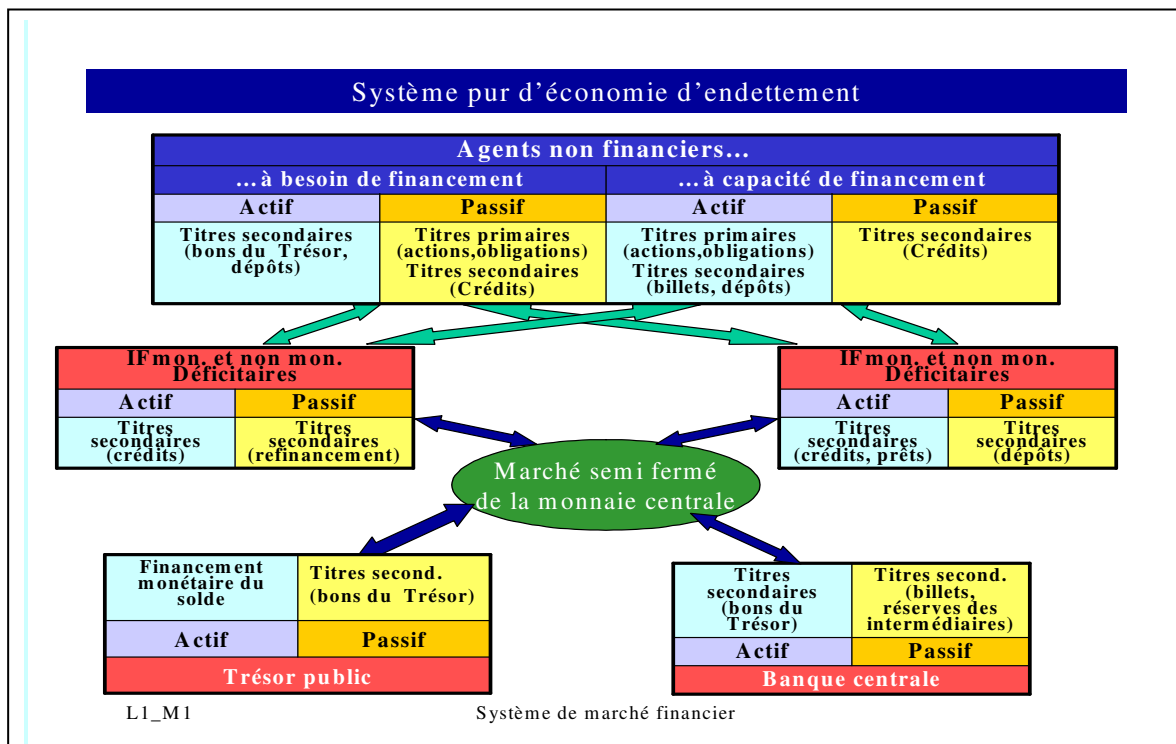 Système pur d’économie d’endettement
Agents non financiers…
…à besoin de financement
…à capacité de financement
Actif
Passif
Actif
Passif
Titres secondaires
(bons du Trésor,
dépôts)
Titres primaires
(actions,obligations)
Titres secondaires
(Crédits)
Titres primaires
(actions,obligations)
Titres secondaires
(billets, dépôts)
Titres secondaires
(Crédits)
IFmon. et non mon.
Déficitaires
Actif
Passif
Titres
secondaires
(crédits)
Titres
secondaires
(refinancement)
IFmon. et non mon.
Déficitaires
Actif
Passif
Titres
secondaires
(crédits, prêts)
Titres
secondaires
(dépôts)
Marché semi fermé
de la monnaie centrale
Financement
monétaire du
solde
Titres second.
(bons du Trésor)
Actif
Passif
Trésor public
Titres
secondaires
(bons du
Trésor)
Titres second.
(billets,
réserves des
intermédiaires)
Actif
Passif
Banque centrale
L1_M1
Système de marché financier